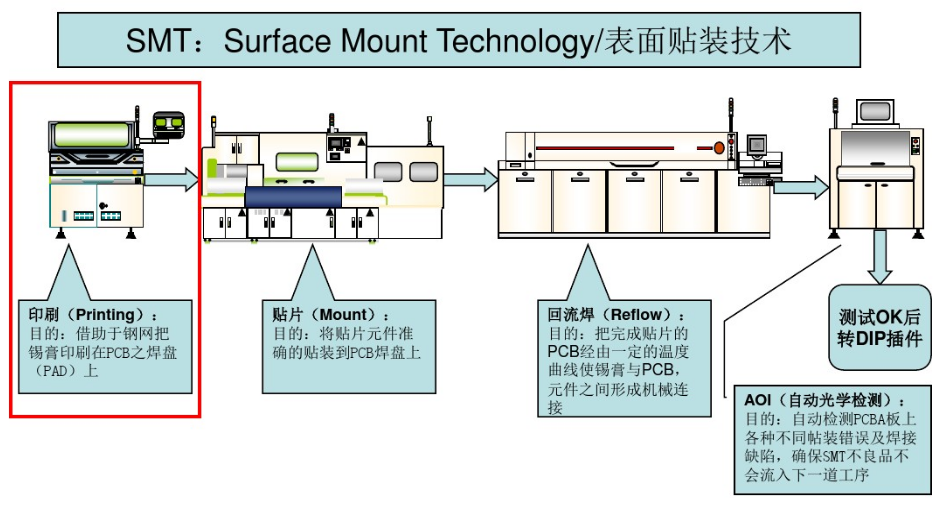 SMT：Surface Mount Technology/表面贴装技术
印刷（Printing）：
目的：借助于钢网把
锡膏印刷在PCB之焊盘
（PAD）上
贴片（Mount）：
目的：将贴片元件准
确的贴装到PCB焊盘上
回流焊（Reflow）：
目的：把完成贴片的
PCB经由一定的温度
曲线使锡膏与PCB，
元件之间形成机械连
接
测试OK后
转DIP插件
AOI（自动光学检测）：
目的：自动检测PCBA板上
各种不同帖装错误及焊接
缺陷，确保SMT不良品不
会流入下一道工序